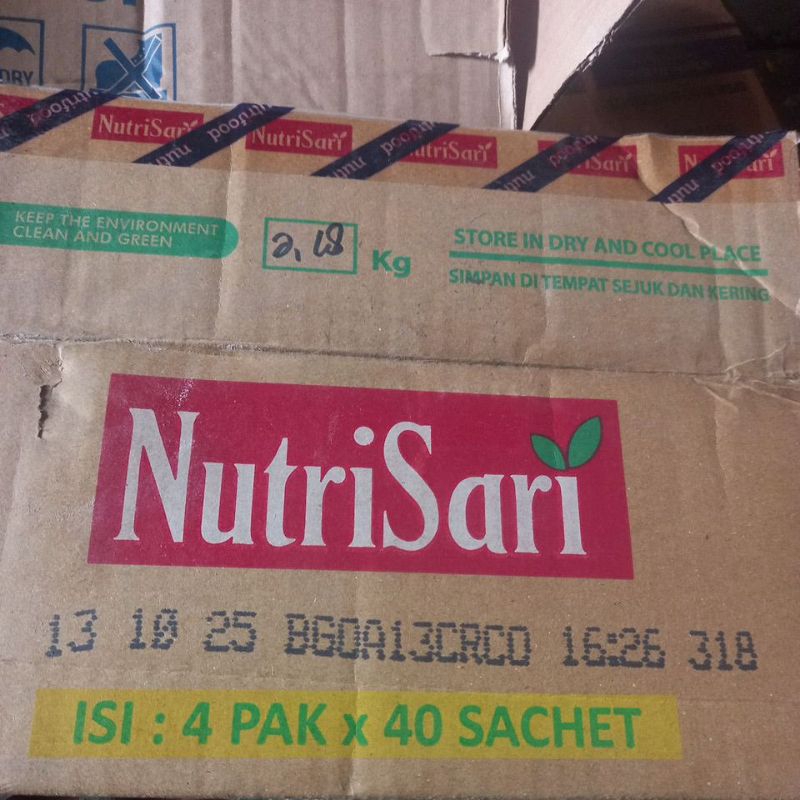 DRY
NutriSari nutrifood NutriSari nutrifood NutriSari nutrifood NutriSari
KEEP THE ENVIRONMENT
CLEAN AND GREEN
2,18 Kg
STORE IN DRY AND COOL PLACE
SIMPAN DI TEMPAT SEJUK DAN KERING
NutriSari
13 10 25 BGOA13CRCO 16:26 318
ISI : 4 PAK x 40 SACHET